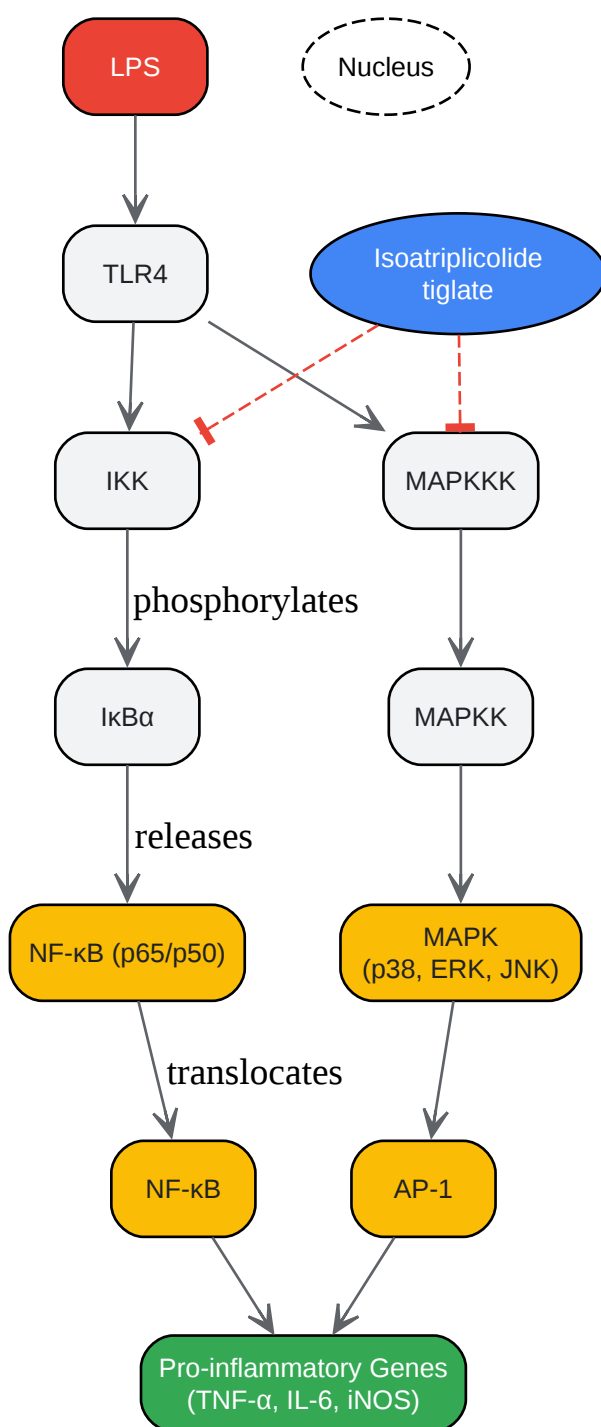 LPS
Nucleus
TLR4
Isoatriplicolide
tiglate
IKK
MAPKKK
phosphorylates
IκBα
MAPKK
releases
NF-κB (p65/p50)
MAPK
(p38, ERK, JNK)
translocates
NF-κB
AP-1
Pro-inflammatory Genes
(TNF-α, IL-6, iNOS)